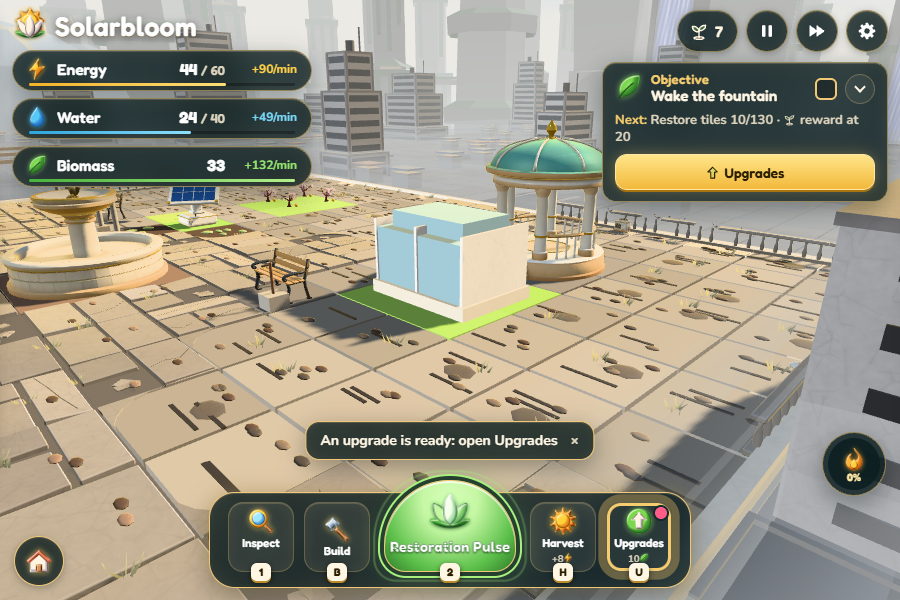 Solarbloom
7
Energy 44 / 60 +90/min
Water 24 / 40 +49/min
Biomass 33 +132/min
Objective
Wake the fountain
Next: Restore tiles 10/130 · reward at
20
Upgrades
An upgrade is ready: open Upgrades ×
0%
Inspect
1
Build
B
Restoration Pulse
2
Harvest
+8
H
Upgrades
10
U